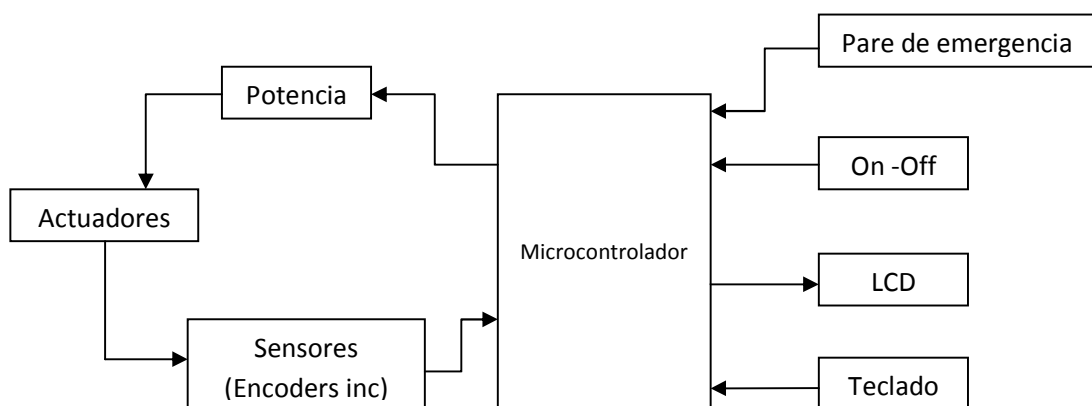 Pare de emergencia
Potencia
On -Off
Actuadores
Microcontrolador
LCD
Sensores
(Encoders inc)
Teclado